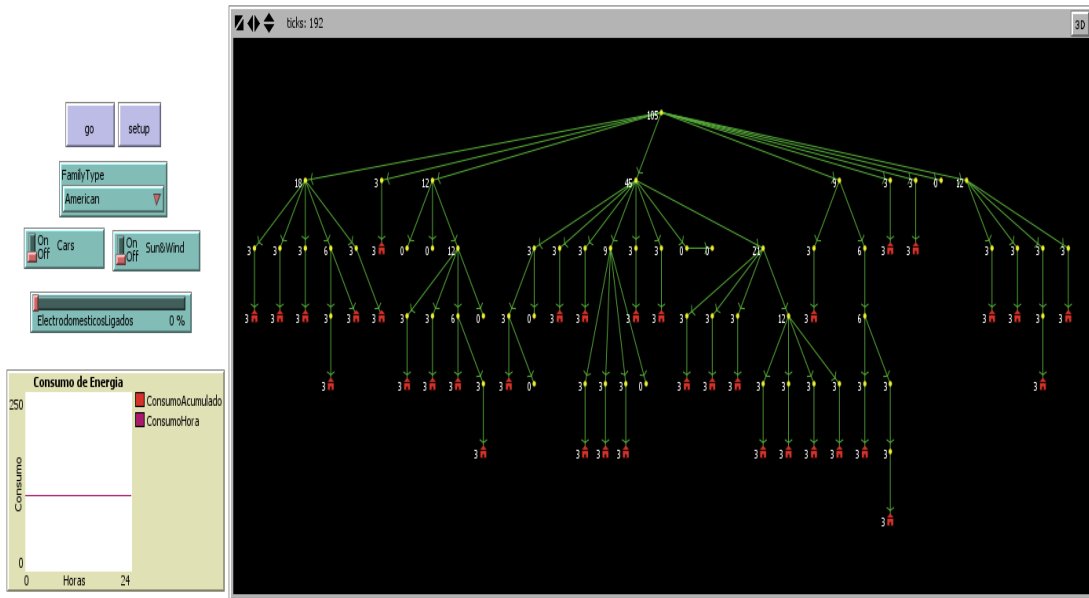 ticks: 192
3D
go
setup
FamilyType
American
On
Off
Cars
On
Off
Sun&Wind
ElectrodomesticosLigados 0 %
Consumo de Energia
250
Consumo
0
0 Horas 24
ConsumoAcumulado
ConsumoHora
105
18 3 12 45 9 3 3 0 12
3 3 3 6 3 3 0 0 12 3 3 3 9 3 3 0 0 21 3 6 3 3 3 3 3 3
3 3 3 3 3 3 3 3 6 0 3 0 3 3 3 3 3 3 3 12 3 6 3 3 3 3
3 3 3 3 3 3 0 3 3 3 0 3 3 3 3 3 3 3 3 3
3 3 3 3 3 3 3 3 3 3
3